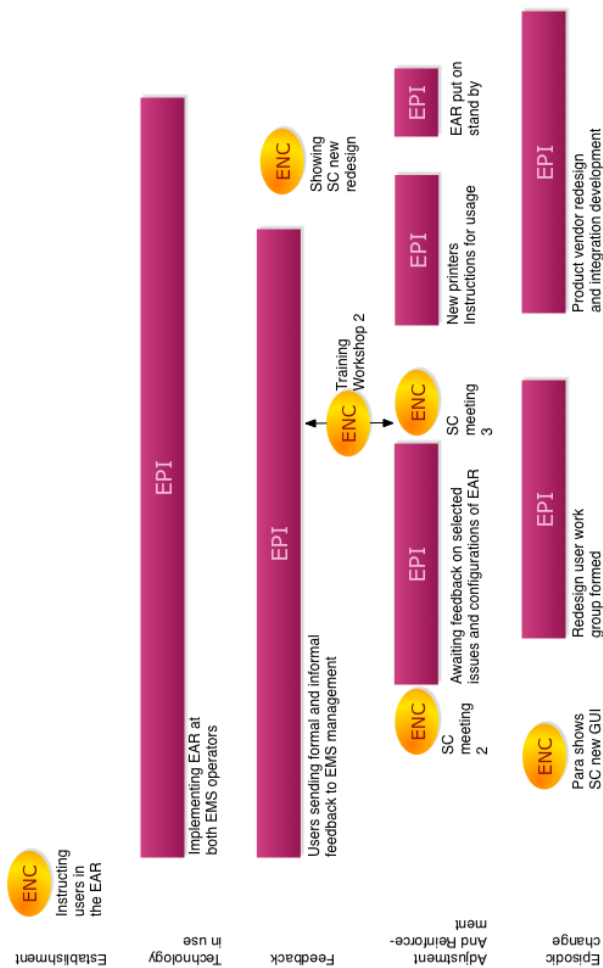 Establishment
ENC
Instructing
users in
the EAR
Technology
in use
EPI
Implementing EAR at
both EMS operators
Feedback
EPI
Users sending formal and informal
feedback to EMS management
ENC
Showing
SC new
redesign
ENC
Training
Workshop 2
Adjustment
And Reinforce-
ment
ENC
SC
meeting
2
EPI
Awaiting feedback on selected
issues and configurations of EAR
ENC
SC
meeting
3
EPI
New printers
Instructions for usage
EPI
EAR put on
stand by
Episodic
change
ENC
Para shows
SC new GUI
EPI
Redesign user work
group formed
EPI
Product vendor redesign
and integration development